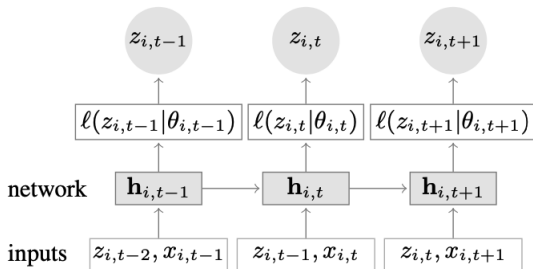 z_{i,t−1} z_{i,t} z_{i,t+1}
ℓ(z_{i,t−1}|θ_{i,t−1}) ℓ(z_{i,t}|θ_{i,t}) ℓ(z_{i,t+1}|θ_{i,t+1})
network h_{i,t−1} h_{i,t} h_{i,t+1}
inputs z_{i,t−2}, x_{i,t−1} z_{i,t−1}, x_{i,t} z_{i,t}, x_{i,t+1}